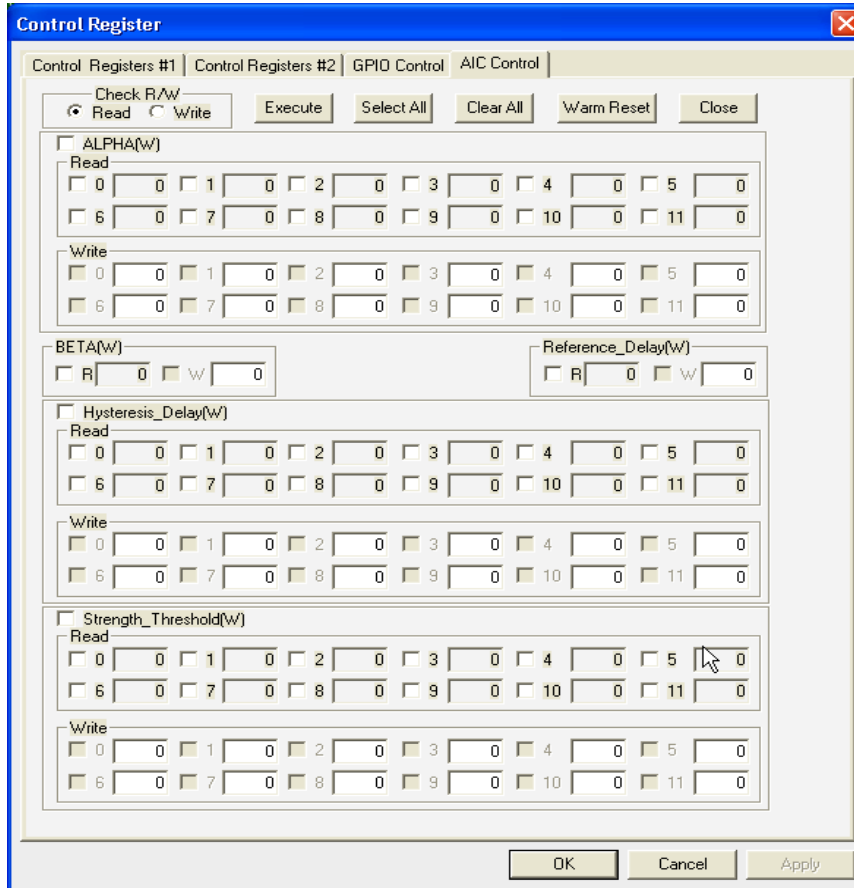 Control Register
Control Registers #1 Control Registers #2 GPIO Control AIC Control
Check R/W
Read Write Execute Select All Clear All Warm Reset Close
ALPHA(W)
Read
0 0 1 0 2 0 3 0 4 0 5 0
6 0 7 0 8 0 9 0 10 0 11 0
Write
0 0 1 0 2 0 3 0 4 0 5 0
6 0 7 0 8 0 9 0 10 0 11 0
BETA(W) Reference_Delay(W)
R 0 W 0 R 0 W 0
Hysteresis_Delay(W)
Read
0 0 1 0 2 0 3 0 4 0 5 0
6 0 7 0 8 0 9 0 10 0 11 0
Write
0 0 1 0 2 0 3 0 4 0 5 0
6 0 7 0 8 0 9 0 10 0 11 0
Strength_Threshold(W)
Read
0 0 1 0 2 0 3 0 4 0 5 0
6 0 7 0 8 0 9 0 10 0 11 0
Write
0 0 1 0 2 0 3 0 4 0 5 0
6 0 7 0 8 0 9 0 10 0 11 0
OK Cancel Apply